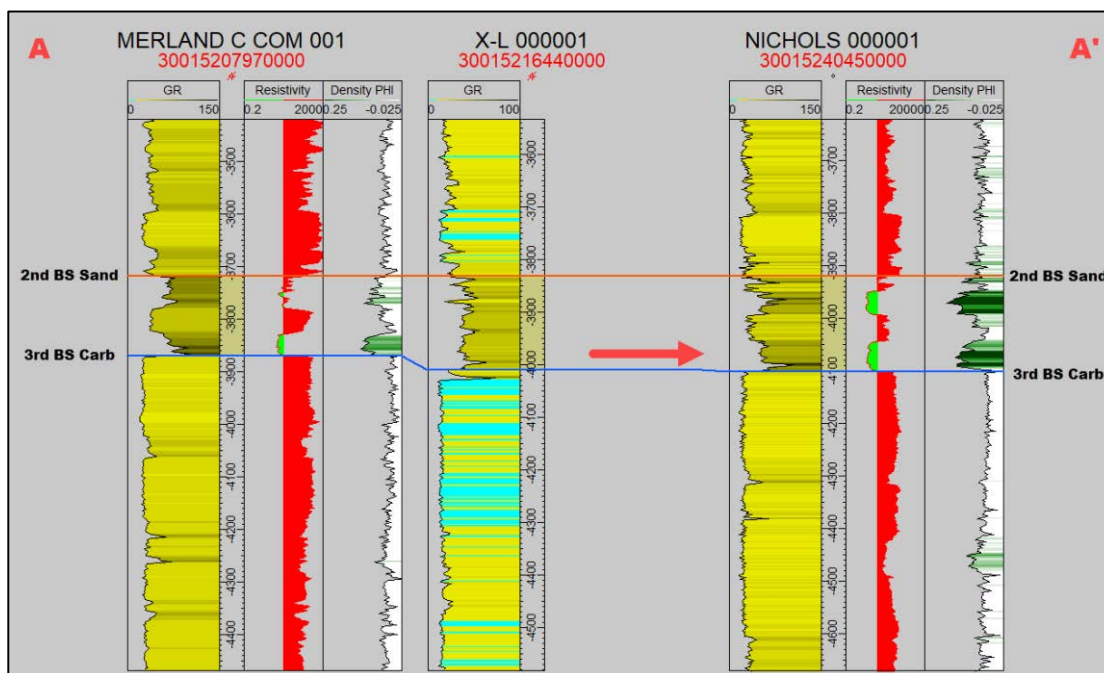 A
MERLAND C COM 001
30015207970000
X-L 000001
30015216440000
NICHOLS 000001
30015240450000
A'
GR
0 150
Resistivity
0.2 20000
Density PHI
0.25 -0.025
GR
0 100
GR
0 150
Resistivity
0.2 20000
Density PHI
0.25 -0.025
2nd BS Sand
3rd BS Carb
2nd BS Sand
3rd BS Carb
-3500
-3600
-3700
-3800
-3900
-4000
-4100
-4200
-4300
-4400
-3600
-3700
-3800
-3900
-4000
-4100
-4200
-4300
-4400
-4500
-3700
-3800
-3900
-4000
-4100
-4200
-4300
-4400
-4500
-4600